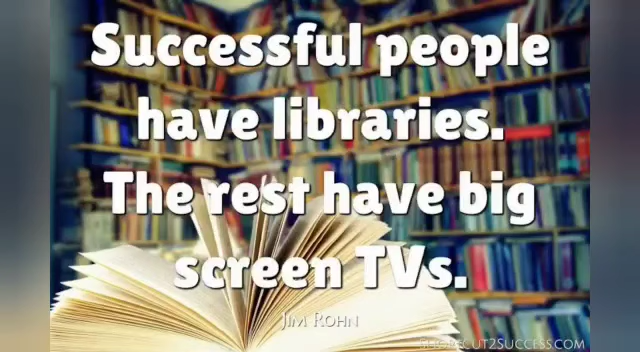 Successful people
have libraries.
The rest have big
screen TVs.
Jim Rohn